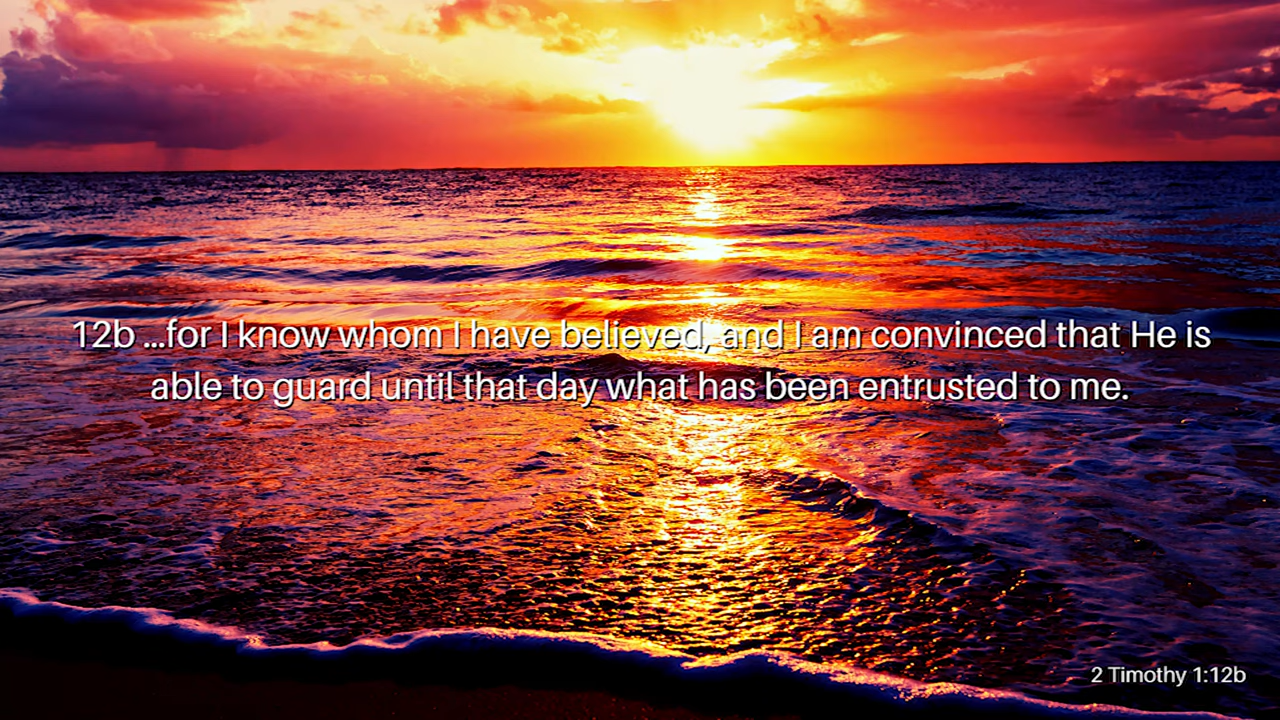 12b ...for I know whom I have believed, and I am convinced that He is
able to guard until that day what has been entrusted to me.
2 Timothy 1:12b